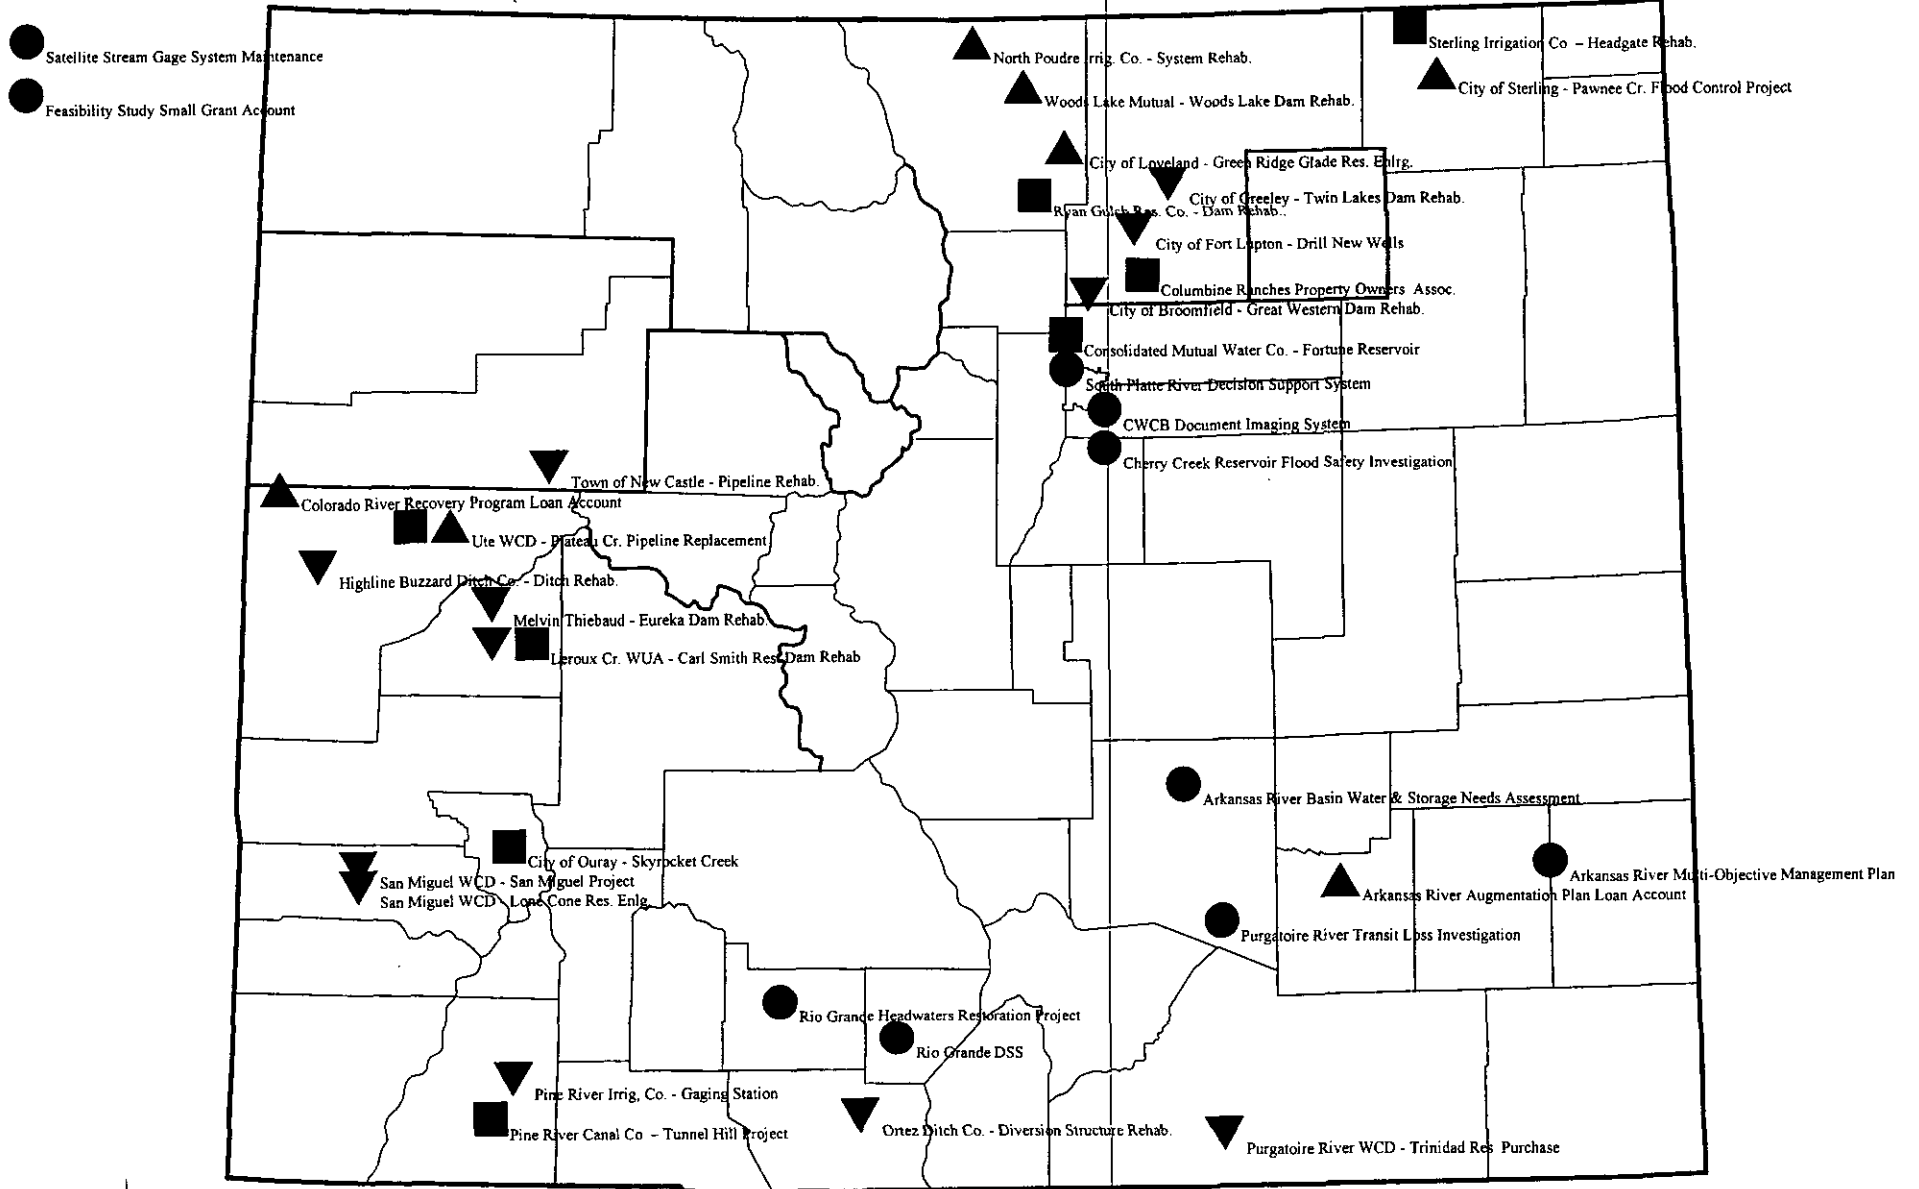 Satellite Stream Gage System Maintenance
Feasibility Study Small Grant Account
North Poudre Irrig. Co. - System Rehab.
Woods Lake Mutual - Woods Lake Dam Rehab.
Sterling Irrigation Co – Headgate Rehab.
City of Sterling - Pawnee Cr. Flood Control Project
City of Loveland - Green Ridge Glade Res. Enlrg.
City of Greeley - Twin Lakes Dam Rehab.
Ryan Gulch Res. Co. - Dam Rehab..
City of Fort Lupton - Drill New Wells
Columbine Ranches Property Owners Assoc.
City of Broomfield - Great Western Dam Rehab.
Consolidated Mutual Water Co. - Fortune Reservoir
South Platte River Decision Support System
CWCB Document Imaging System
Cherry Creek Reservoir Flood Safety Investigation
Town of New Castle - Pipeline Rehab.
Colorado River Recovery Program Loan Account
Ute WCD - Plateau Cr. Pipeline Replacement
Highline Buzzard Ditch Co. - Ditch Rehab.
Melvin Thiebaud - Eureka Dam Rehab.
Leroux Cr. WUA - Carl Smith Res. Dam Rehab
Arkansas River Basin Water & Storage Needs Assessment
City of Ouray - Skyrocket Creek
San Miguel WCD - San Miguel Project
San Miguel WCD - Lone Cone Res. Enlg.
Arkansas River Multi-Objective Management Plan
Arkansas River Augmentation Plan Loan Account
Purgatoire River Transit Loss Investigation
Rio Grande Headwaters Restoration Project
Rio Grande DSS
Pine River Irrig, Co. - Gaging Station
Pine River Canal Co – Tunnel Hill Project
Ortez Ditch Co. - Diversion Structure Rehab.
Purgatoire River WCD - Trinidad Res Purchase